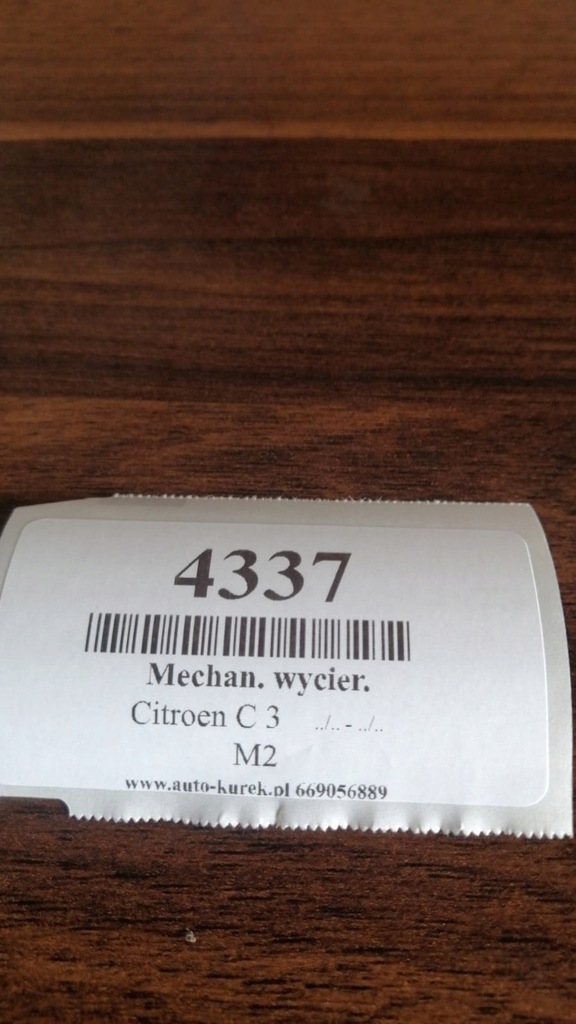 4337
Mechan. wycier.
Citroen C 3 ../.. - ../..
M2
www.auto-kurek.pl 669056889